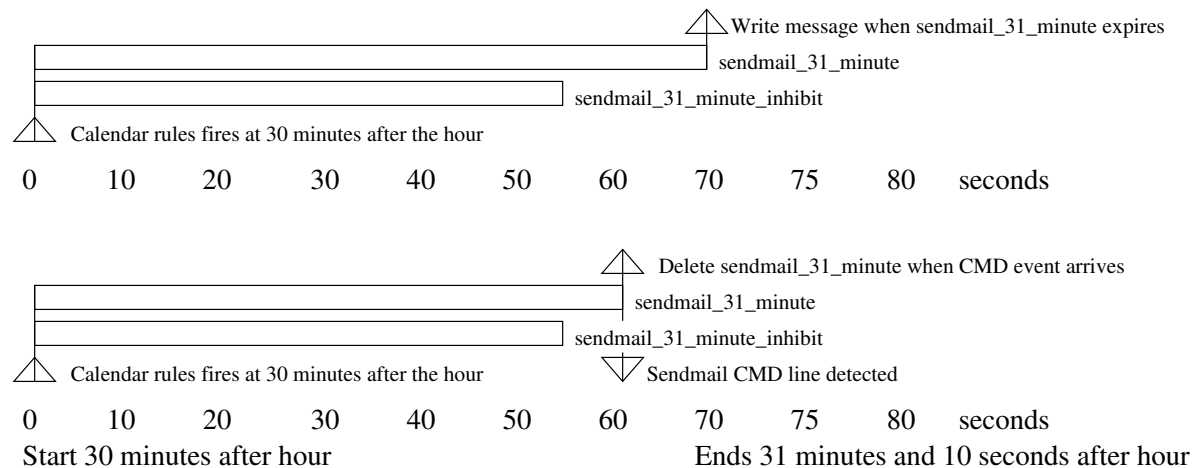 Write message when sendmail_31_minute expires
sendmail_31_minute
sendmail_31_minute_inhibit
Calendar rules fires at 30 minutes after the hour
0 10 20 30 40 50 60 70 75 80 seconds
Delete sendmail_31_minute when CMD event arrives
sendmail_31_minute
sendmail_31_minute_inhibit
Calendar rules fires at 30 minutes after the hour Sendmail CMD line detected
0 10 20 30 40 50 60 70 75 80 seconds
Start 30 minutes after hour Ends 31 minutes and 10 seconds after hour